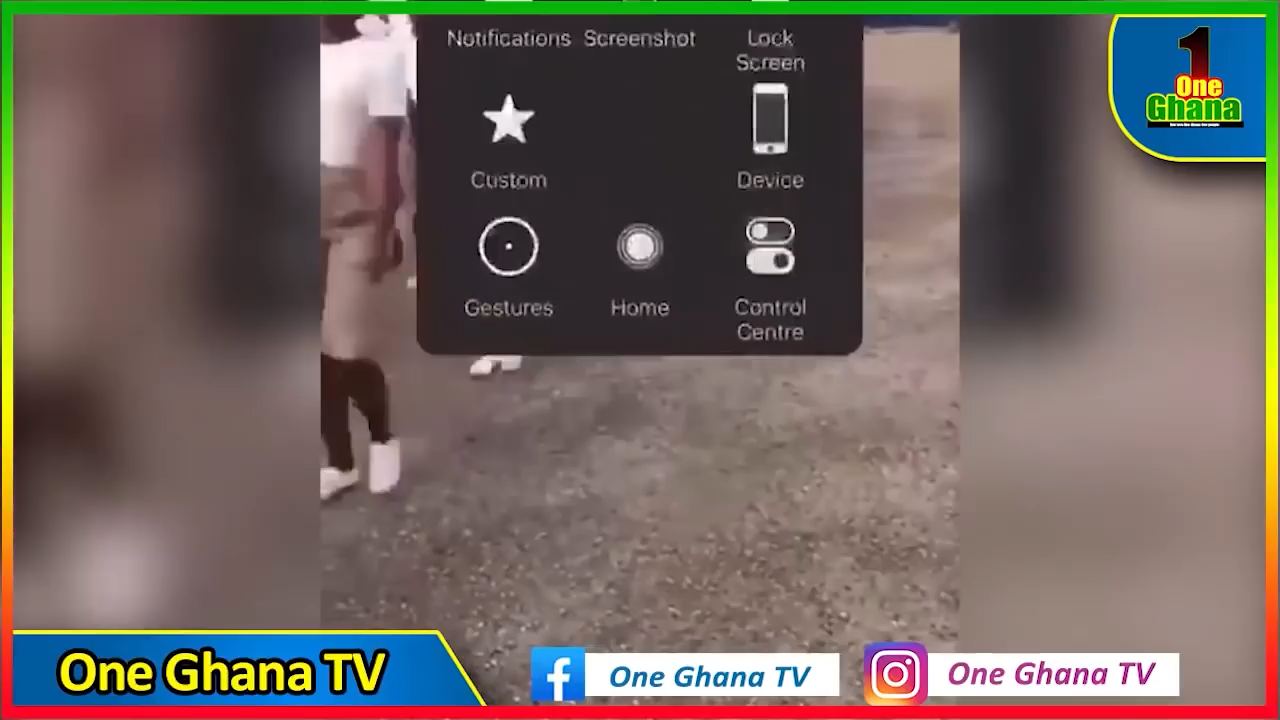 Notifications Screenshot Lock Screen
Custom Device
Gestures Home Control Centre
1
One
Ghana
One Ghana TV
One Ghana TV
One Ghana TV